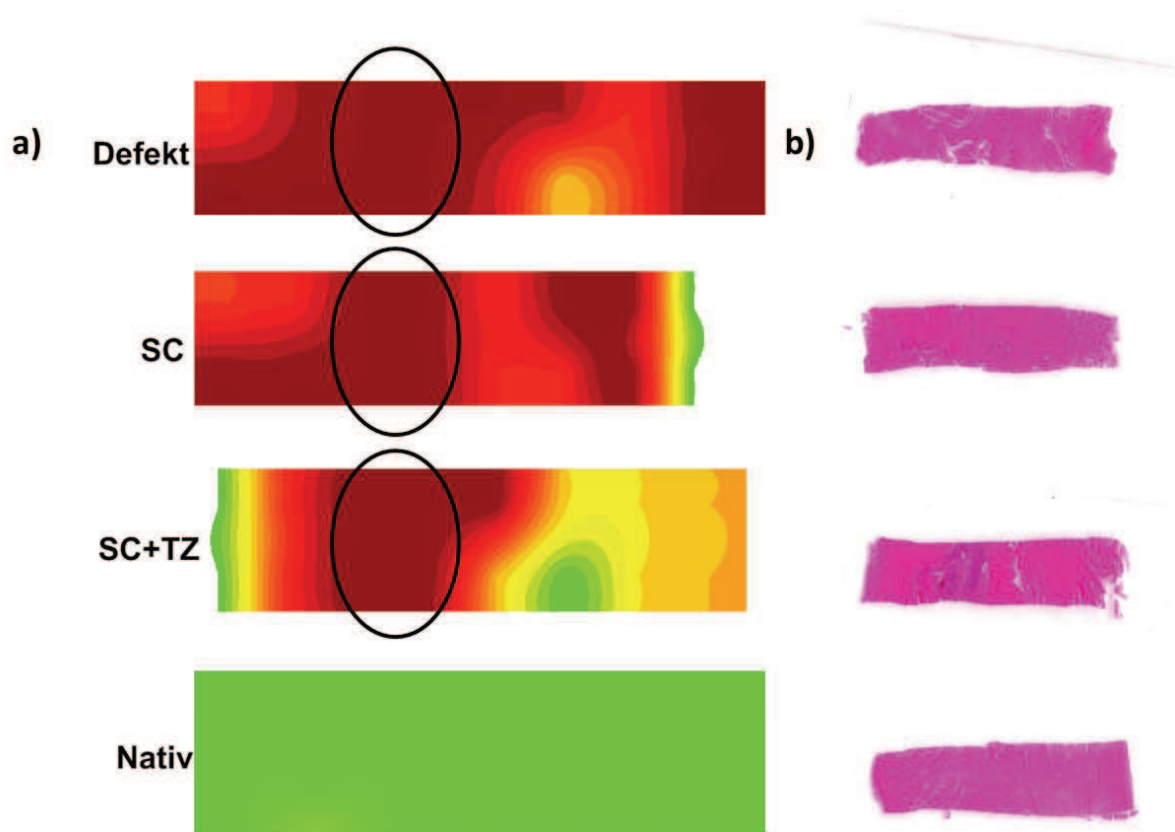 a)
b)
Defekt
SC
SC+TZ
Nativ